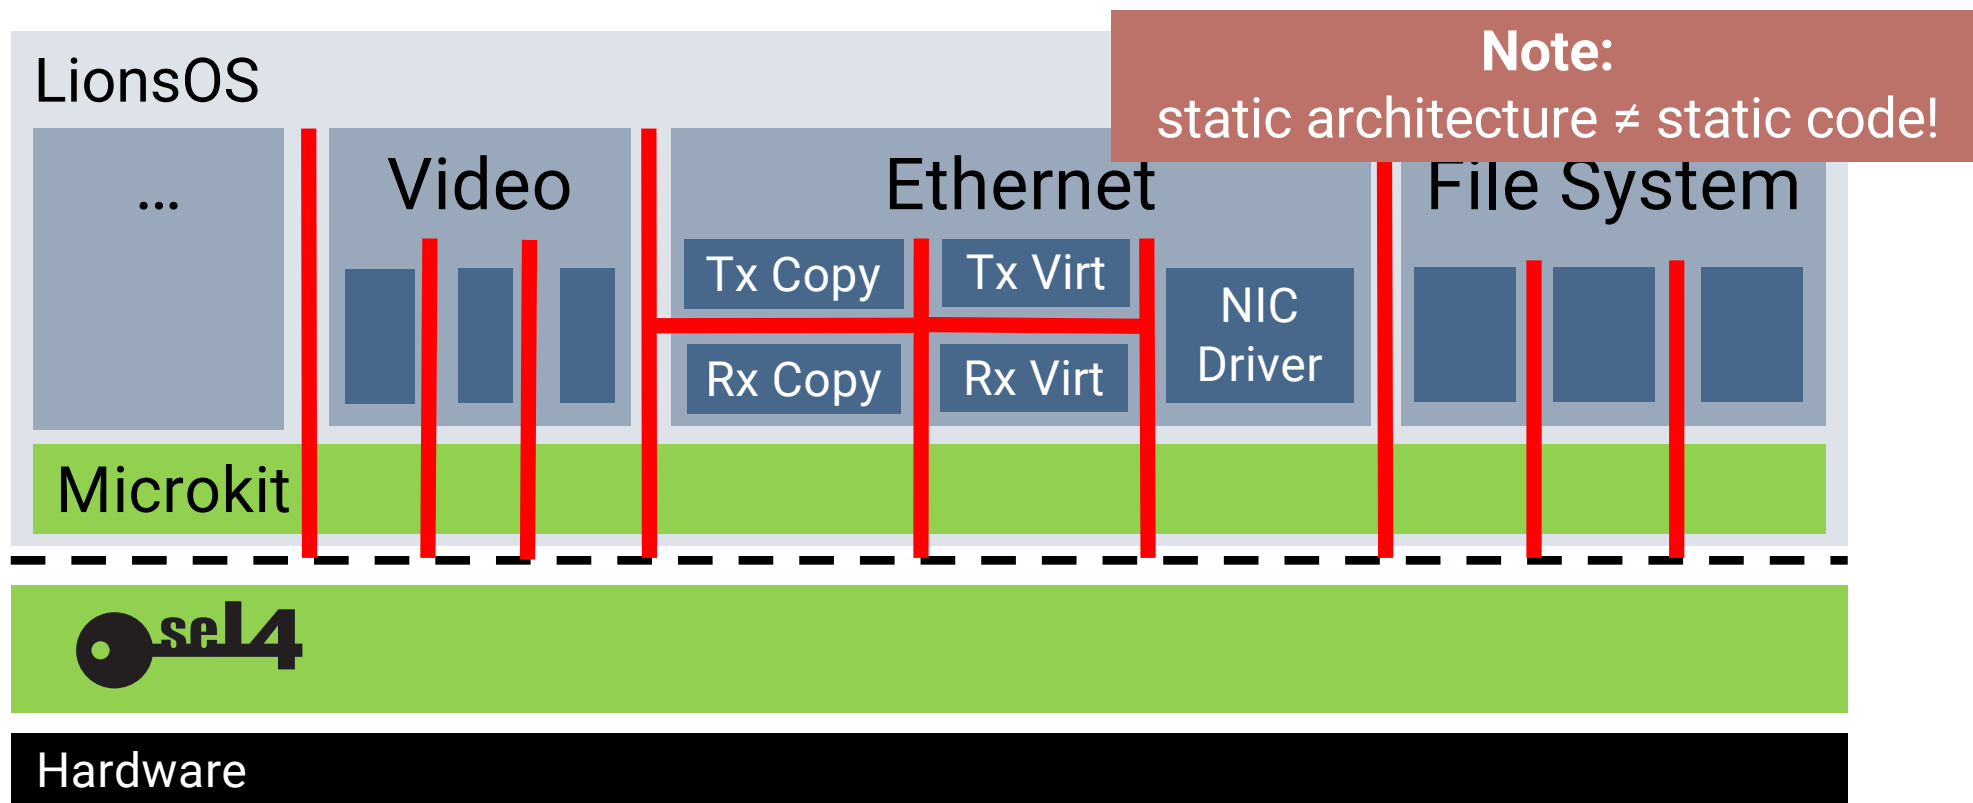 Note:
static architecture ≠ static code!
LionsOS
...
Video
Ethernet
File System
Tx Copy
Tx Virt
NIC
Driver
Rx Copy
Rx Virt
Microkit
seL4
Hardware